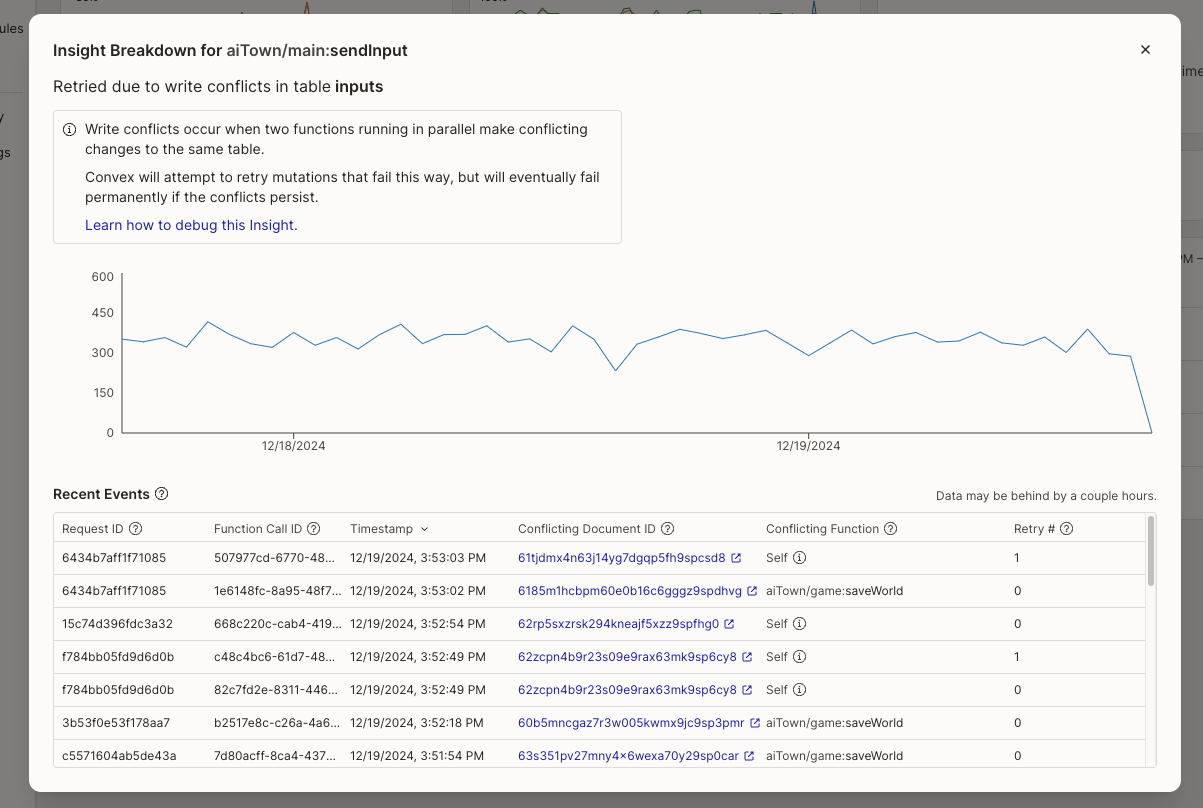 ules
y
gs
ime
PM –
Insight Breakdown for aiTown/main:sendInput
Retried due to write conflicts in table inputs
Write conflicts occur when two functions running in parallel make conflicting
changes to the same table.
Convex will attempt to retry mutations that fail this way, but will eventually fail
permanently if the conflicts persist.
Learn how to debug this Insight.
600
450
300
150
0
12/18/2024 12/19/2024
Recent Events
Data may be behind by a couple hours.
Request ID Function Call ID Timestamp Conflicting Document ID Conflicting Function Retry #
6434b7aff1f71085 507977cd-6770-48... 12/19/2024, 3:53:03 PM 61tjdmx4n63j14yg7dgqp5fh9spcsd8 Self 1
6434b7aff1f71085 1e6148fc-8a95-48f7... 12/19/2024, 3:53:02 PM 6185m1hcbpm60e0b16c6gggz9spdhvg aiTown/game:saveWorld 0
15c74d396fdc3a32 668c220c-cab4-419... 12/19/2024, 3:52:54 PM 62rp5sxzrsk294kneajf5xzz9spfhg0 Self 0
f784bb05fd9d6d0b c48c4bc6-61d7-48... 12/19/2024, 3:52:49 PM 62zcpn4b9r23s09e9rax63mk9sp6cy8 Self 1
f784bb05fd9d6d0b 82c7fd2e-8311-446... 12/19/2024, 3:52:49 PM 62zcpn4b9r23s09e9rax63mk9sp6cy8 Self 0
3b53f0e53f178aa7 b2517e8c-c26a-4a6... 12/19/2024, 3:52:18 PM 60b5mncgaz7r3w005kwmx9jc9sp3pmr aiTown/game:saveWorld 0
c5571604ab5de43a 7d80acff-8ca4-437... 12/19/2024, 3:51:54 PM 63s351pv27mny4×6wexa70y29sp0car aiTown/game:saveWorld 0